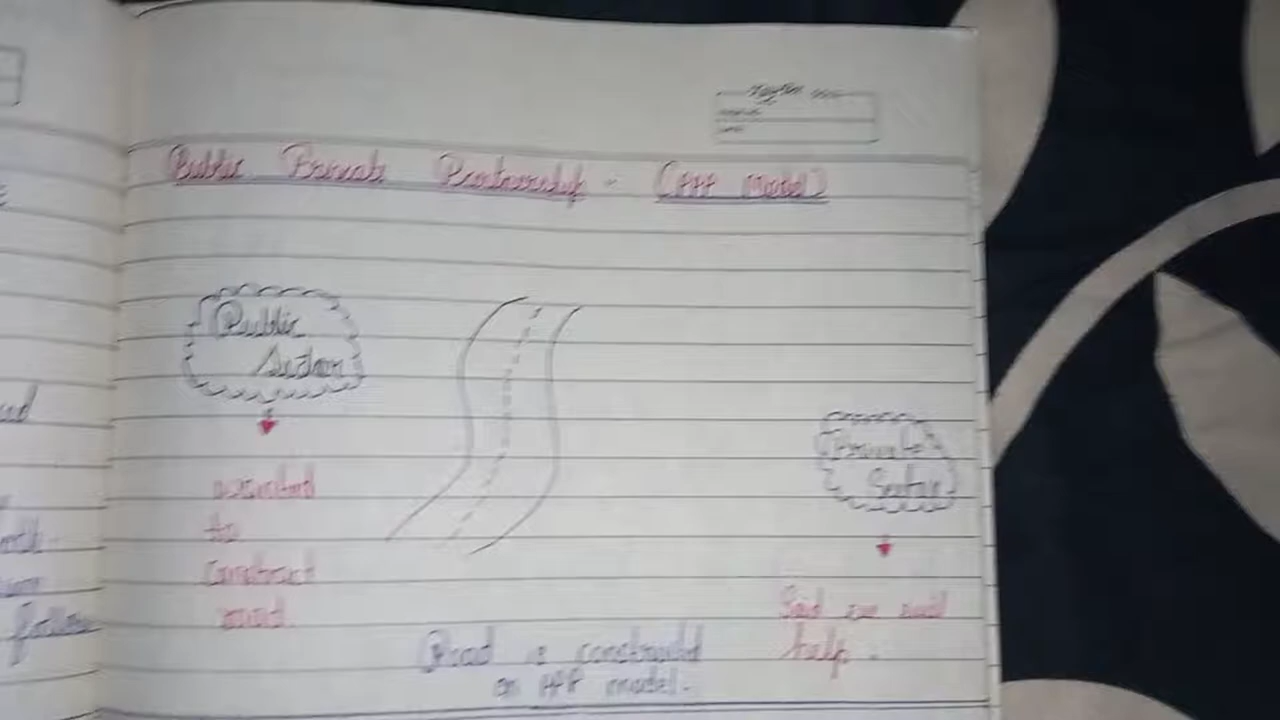 Public Private Partnership - (PPP Model)
Public
Sector
wanted
to
construct
road.
Private
Sector
Said we will
help.
Road is constructed
on PPP model.
follow